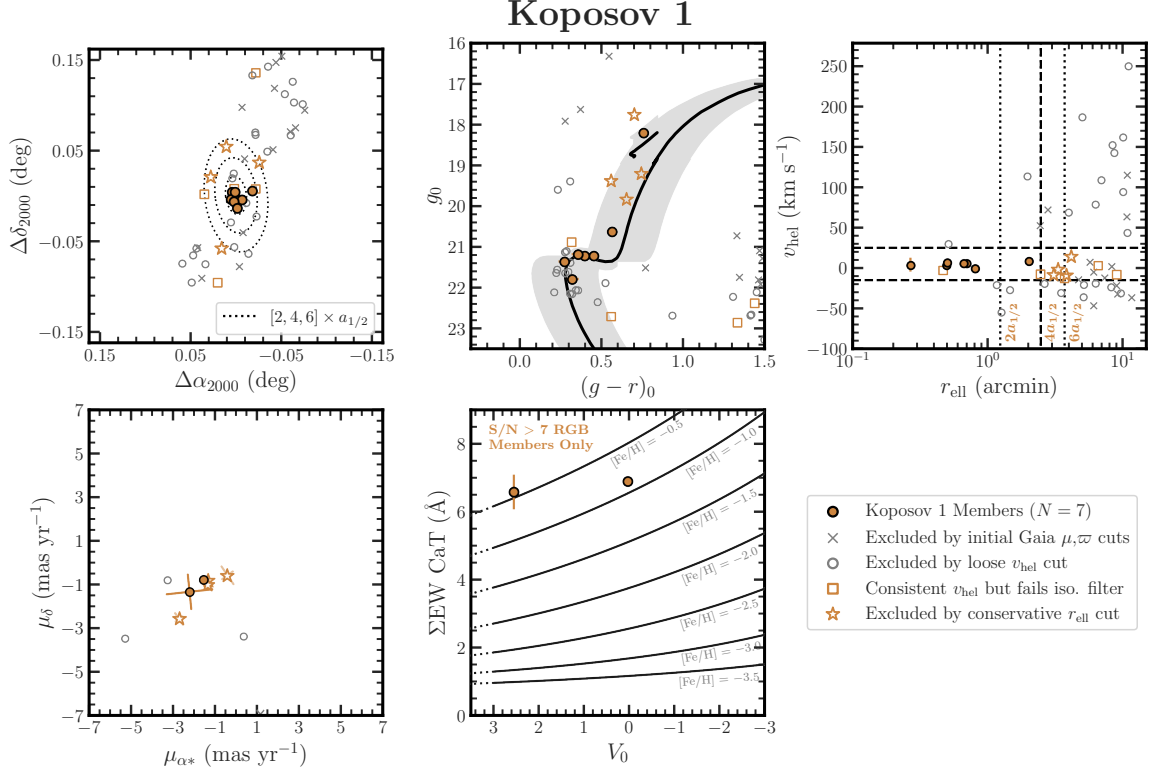 Koposov 1
0.15
0.05
−0.05
−0.15
Δδ2000 (deg)
[2, 4, 6] × a1/2
0.15
0.05
-0.05
-0.15
Δα2000 (deg)
16
17
18
19
20
21
22
23
g0
0.0
0.5
1.0
1.5
(g − r)0
250
200
150
100
50
0
−50
−100
vhel (km s−1)
2a1/2
4a1/2
6a1/2
10−1
100
101
rell (arcmin)
7
5
3
1
−1
−3
−5
−7
μδ (mas yr−1)
−7
−5
−3
−1
1
3
5
7
μα∗ (mas yr−1)
S/N > 7 RGB
Members Only
[Fe/H] = −0.5
[Fe/H] = −1.0
[Fe/H] = −1.5
[Fe/H] = −2.0
[Fe/H] = −2.5
[Fe/H] = −3.0
[Fe/H] = −3.5
8
6
4
2
0
ΣEW CaT (Å)
3
2
1
0
−1
−2
−3
V0
Koposov 1 Members (N = 7)
Excluded by initial Gaia μ,ϖ cuts
Excluded by loose vhel cut
Consistent vhel but fails iso. filter
Excluded by conservative rell cut